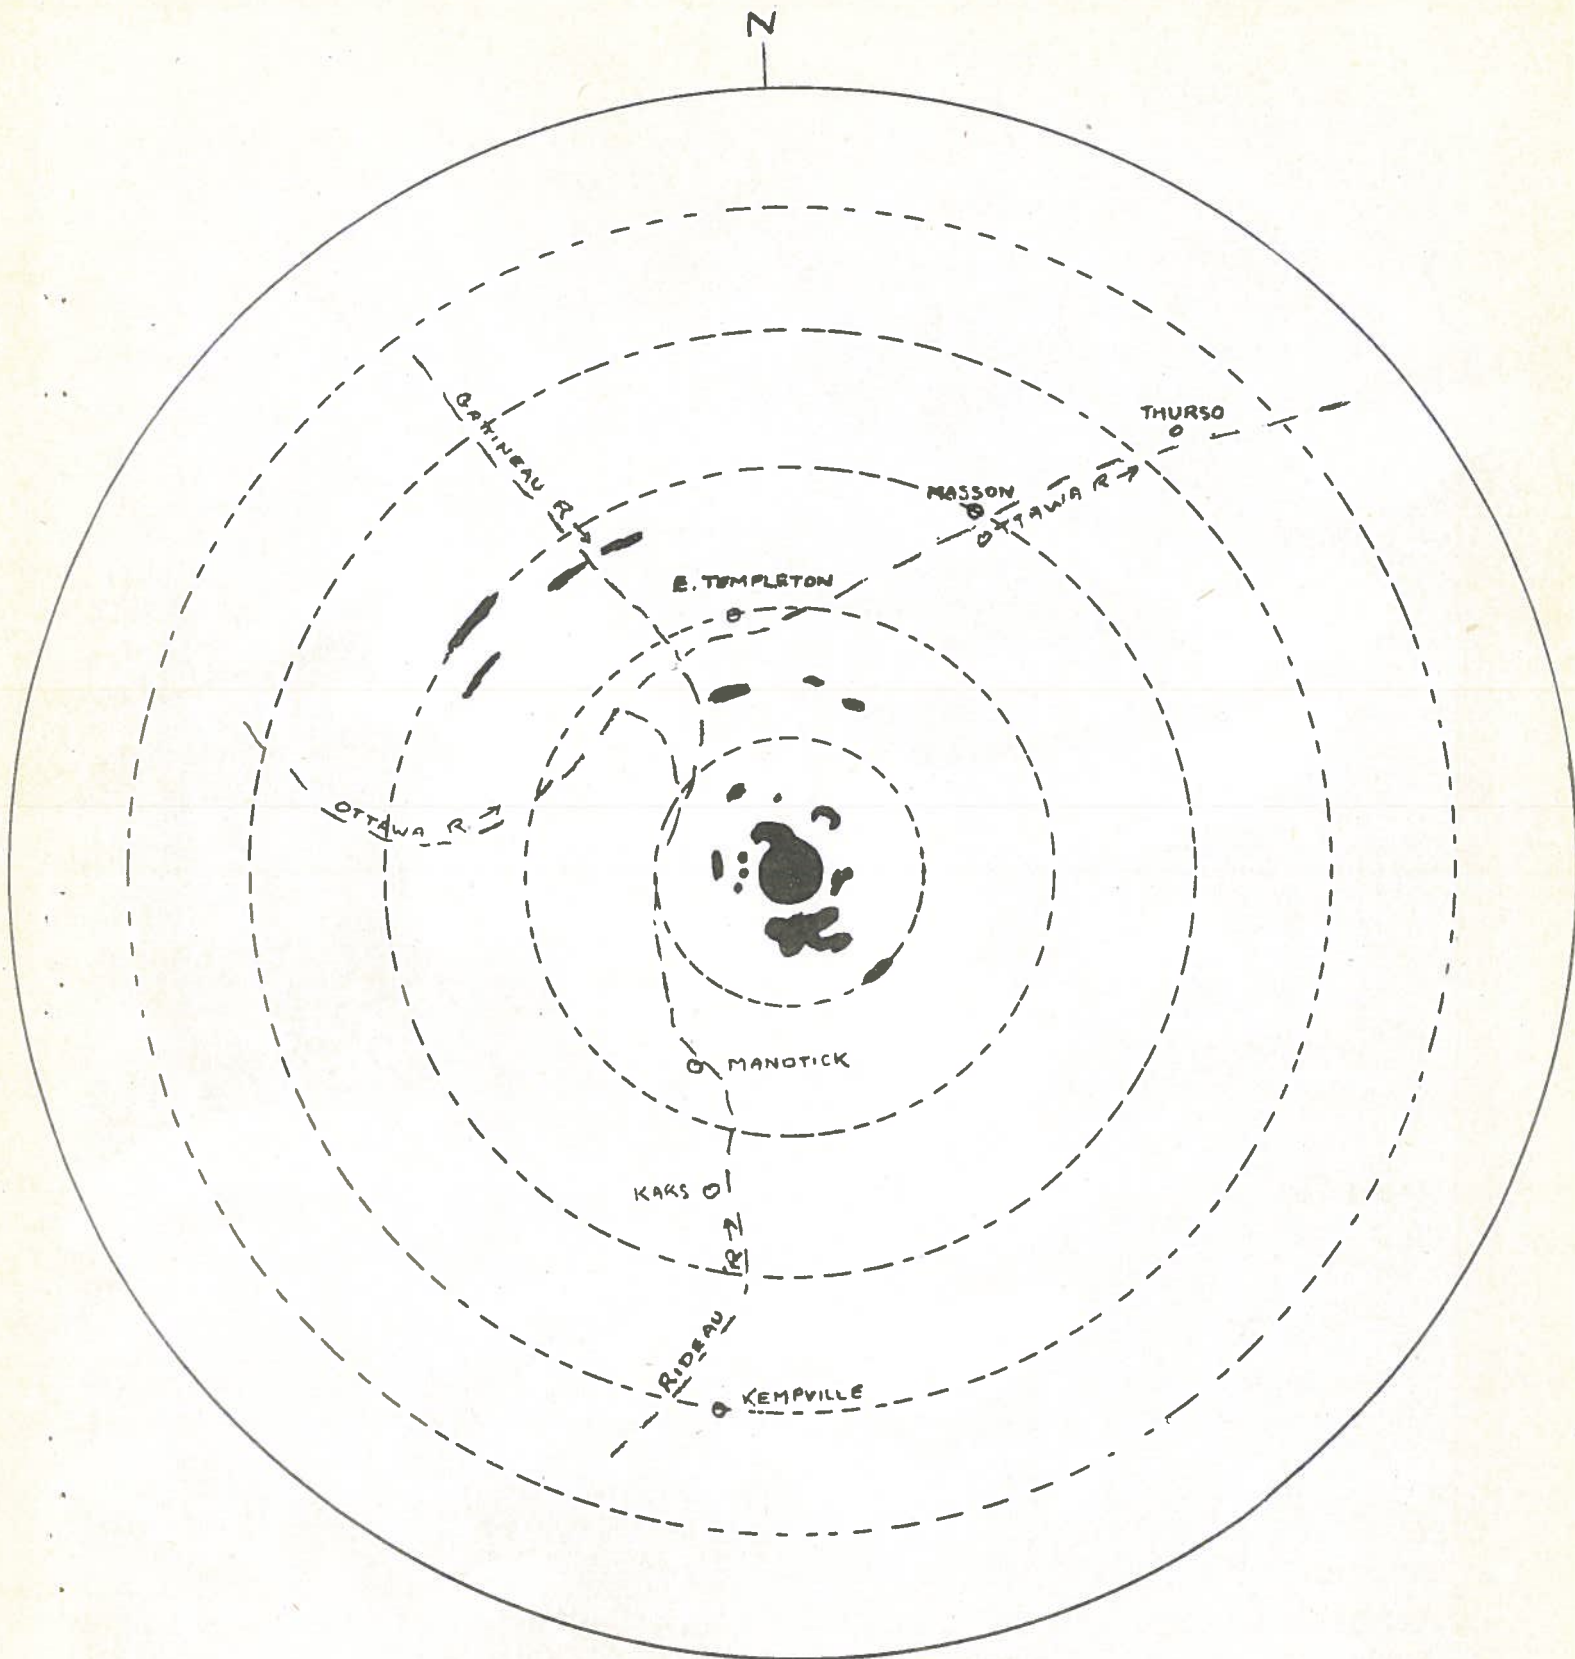 N
GATINEAU R
THURSO
MASSON
OTTAWA R
E. TEMPLETON
OTTAWA R.
MANOTICK
KARS
RIDEAU R
KEMPVILLE